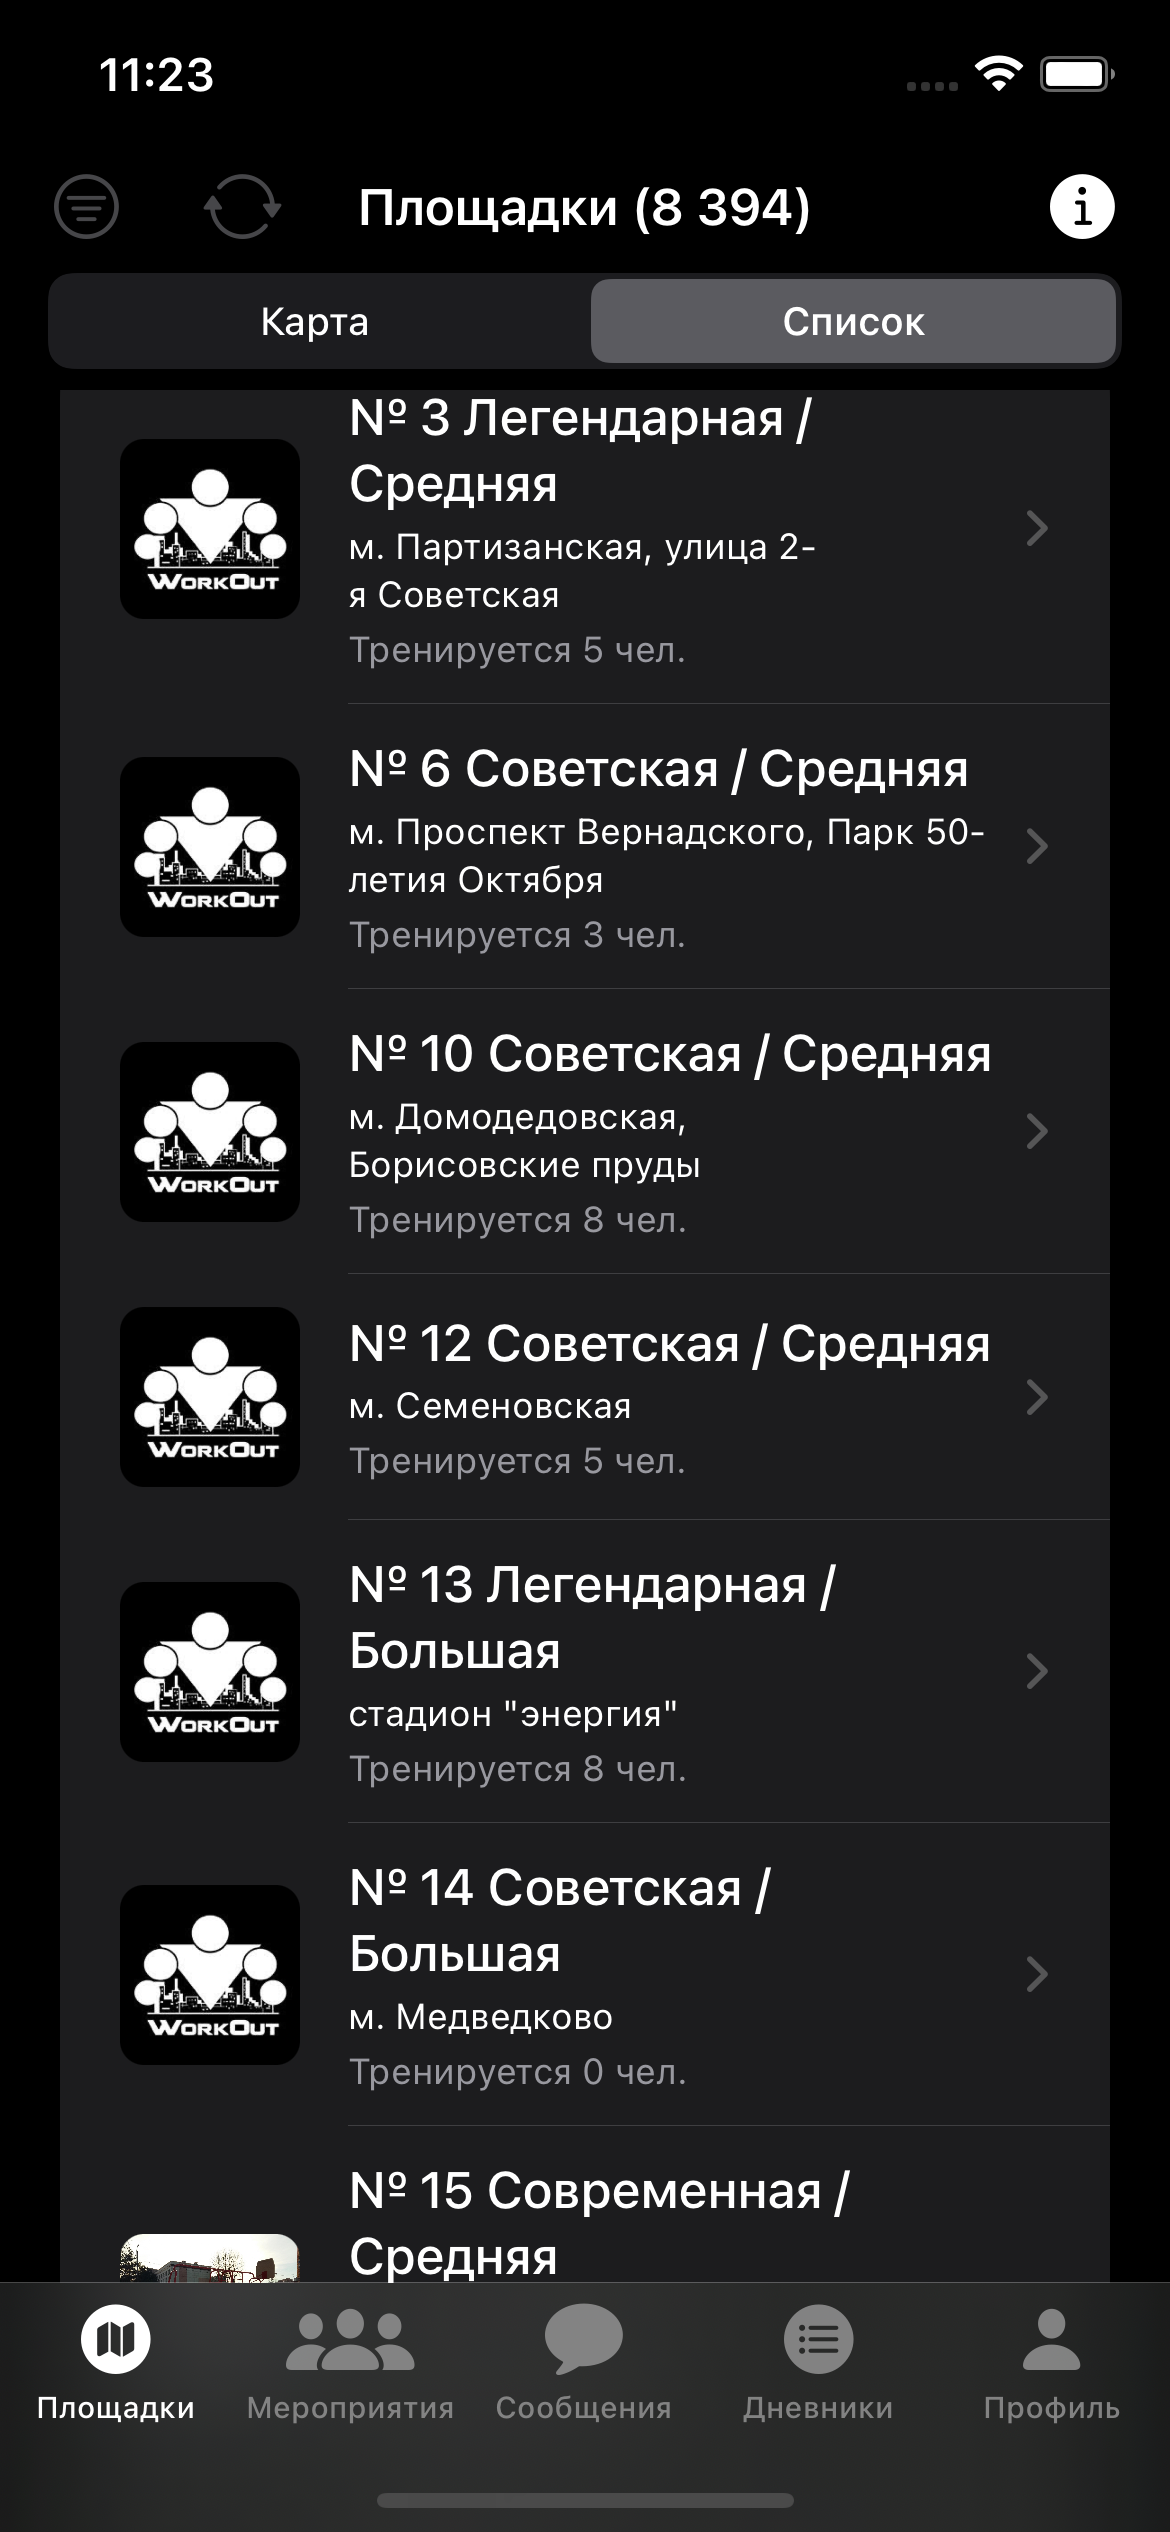 11:23
Площадки (8 394)
Карта
Список
№ 3 Легендарная /
Средняя
м. Партизанская, улица 2-
я Советская
Тренируется 5 чел.
WORKOUT
№ 6 Советская / Средняя
м. Проспект Вернадского, Парк 50-
летия Октября
Тренируется 3 чел.
WORKOUT
№ 10 Советская / Средняя
м. Домодедовская,
Борисовские пруды
Тренируется 8 чел.
WORKOUT
№ 12 Советская / Средняя
м. Семеновская
Тренируется 5 чел.
WORKOUT
№ 13 Легендарная /
Большая
стадион "энергия"
Тренируется 8 чел.
WORKOUT
№ 14 Советская /
Большая
м. Медведково
Тренируется 0 чел.
WORKOUT
№ 15 Современная /
Средняя
Площадки
Мероприятия
Сообщения
Дневники
Профиль